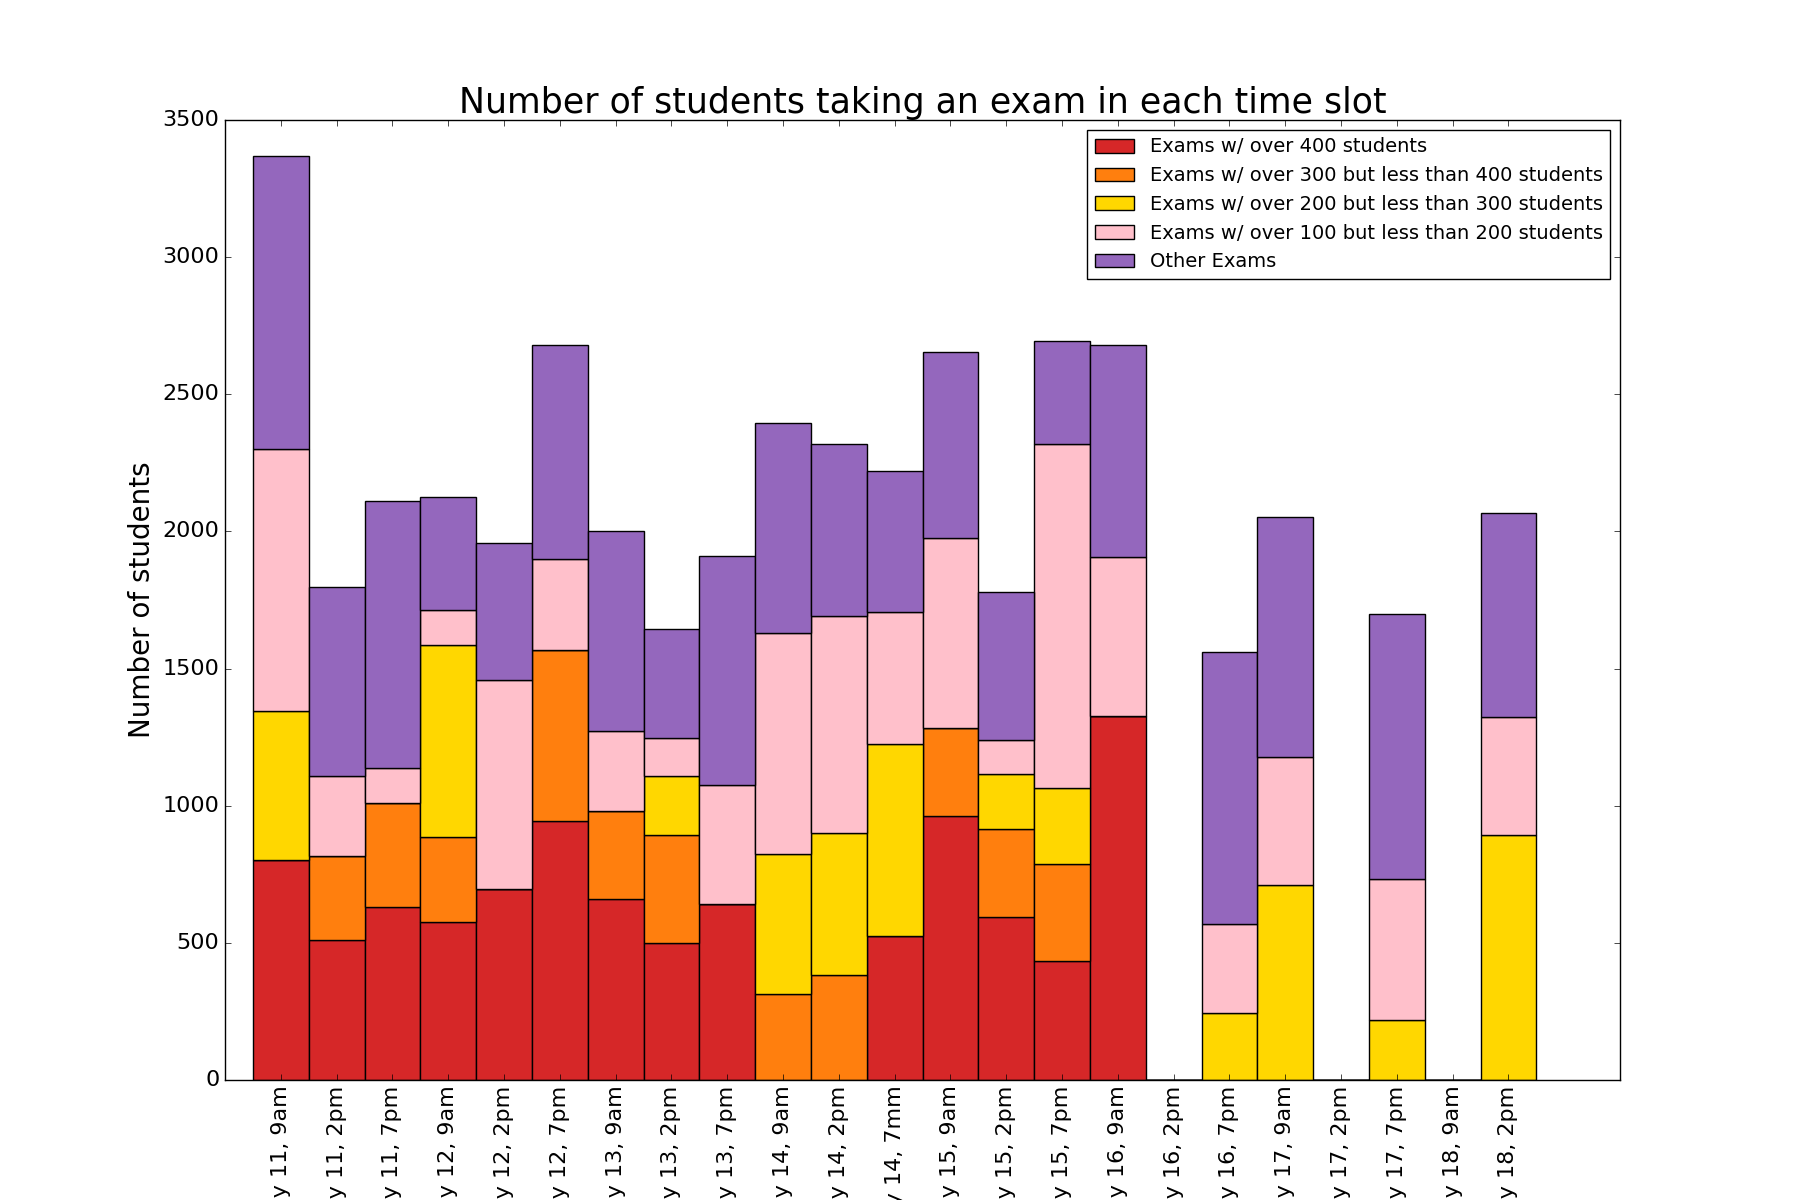 Number of students taking an exam in each time slot
Exams w/ over 400 students
Exams w/ over 300 but less than 400 students
Exams w/ over 200 but less than 300 students
Exams w/ over 100 but less than 200 students
Other Exams
3500
3000
2500
2000
1500
1000
500
0
Number of students
y 11, 9am
y 11, 2pm
y 11, 7pm
y 12, 9am
y 12, 2pm
y 12, 7pm
y 13, 9am
y 13, 2pm
y 13, 7pm
y 14, 9am
y 14, 2pm
y 14, 7mm
y 15, 9am
y 15, 2pm
y 15, 7pm
y 16, 9am
y 16, 2pm
y 16, 7pm
y 17, 9am
y 17, 2pm
y 17, 7pm
y 18, 9am
y 18, 2pm